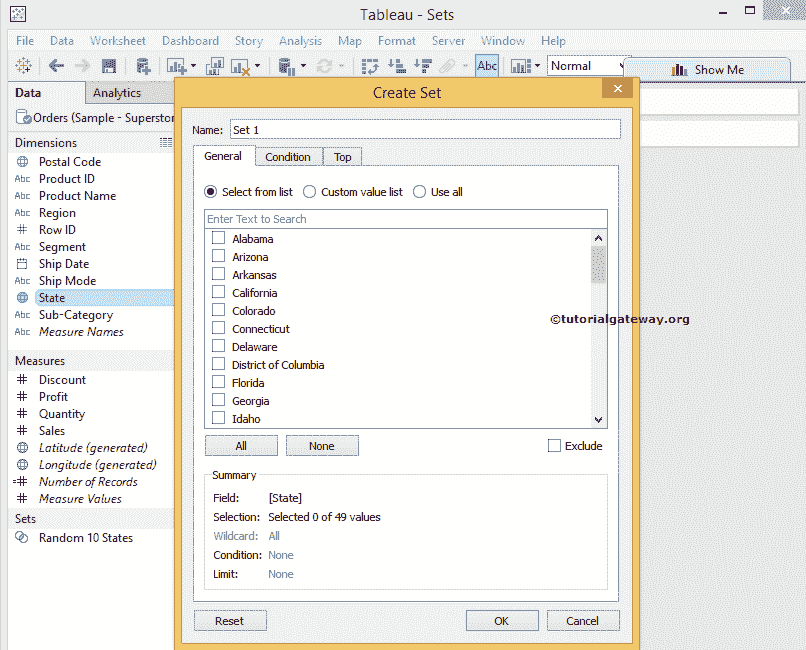 Tableau - Sets
File Data Worksheet Dashboard Story Analysis Map Format Server Window Help
Abc Normal Show Me
Data Analytics
Orders (Sample - Superstor
Dimensions
Postal Code
Abc Product ID
Abc Product Name
Abc Region
# Row ID
Abc Segment
Ship Date
Abc Ship Mode
State
Abc Sub-Category
Abc Measure Names
Measures
# Discount
# Profit
# Quantity
# Sales
Latitude (generated)
Longitude (generated)
=# Number of Records
# Measure Values
Sets
Random 10 States
Create Set
Name: Set 1
General Condition Top
Select from list Custom value list Use all
Enter Text to Search
Alabama
Arizona
Arkansas
California
Colorado
Connecticut
Delaware
District of Columbia
Florida
Georgia
Idaho
All None Exclude
Summary
Field: [State]
Selection: Selected 0 of 49 values
Wildcard: All
Condition: None
Limit: None
Reset OK Cancel
©tutorialgateway.org